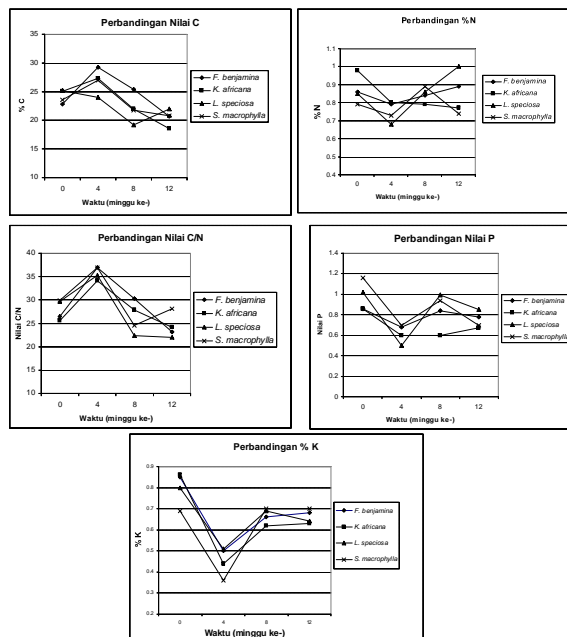 Perbandingan Nilai C
35
30
25
20
15
10
% C
0 4 8 12
Waktu (minggu ke-)
F. benjamina
K. africana
L. speciosa
S. macrophylla
Perbandingan %N
1.1
1
0.9
0.8
0.7
0.6
0.5
0.4
%N
0 4 8 12
Waktu (minggu ke-)
F. benjamina
K. africana
L. speciosa
S. macrophylla
Perbandingan Nilai C/N
40
35
30
25
20
15
10
Nilai C/N
0 4 8 12
Waktu (minggu ke-)
F. benjamina
K. africana
L. speciosa
S. macrophylla
Perbandingan Nilai P
1.4
1.2
1
0.8
0.6
0.4
0.2
0
Nilai P
0 4 8 12
Waktu (minggu ke-)
F. benjamina
K. africana
L. speciosa
S. macrophylla
Perbandingan % K
0.9
0.8
0.7
0.6
0.5
0.4
0.3
0.2
% K
0 4 8 12
Waktu (minggu ke-)
F. benjamina
K. africana
L. speciosa
S. macrophylla